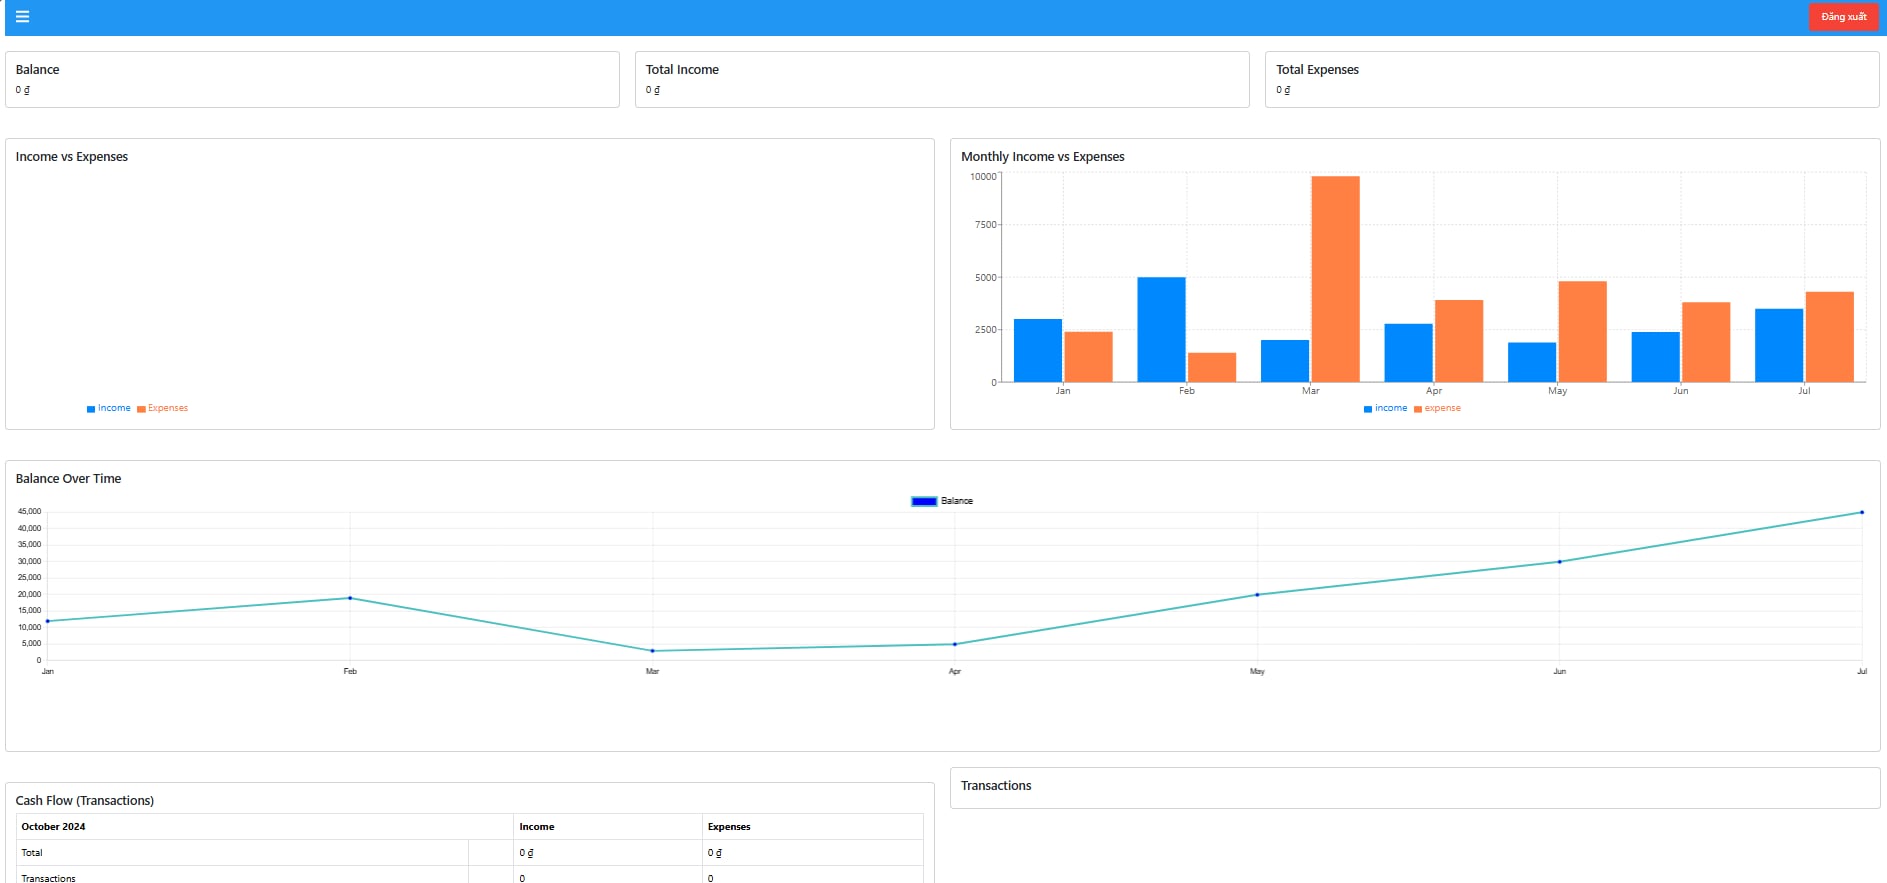 Đăng xuất
Balance
0 ₫
Total Income
0 ₫
Total Expenses
0 ₫
Income vs Expenses
Income Expenses
Monthly Income vs Expenses
10000
7500
5000
2500
0
Jan Feb Mar Apr May Jun Jul
income expense
Balance Over Time
Balance
45,000
40,000
35,000
30,000
25,000
20,000
15,000
10,000
5,000
0
Jan Feb Mar Apr May Jun Jul
Cash Flow (Transactions)
October 2024 Income Expenses
Total 0 ₫ 0 ₫
Transactions 0 0
Transactions